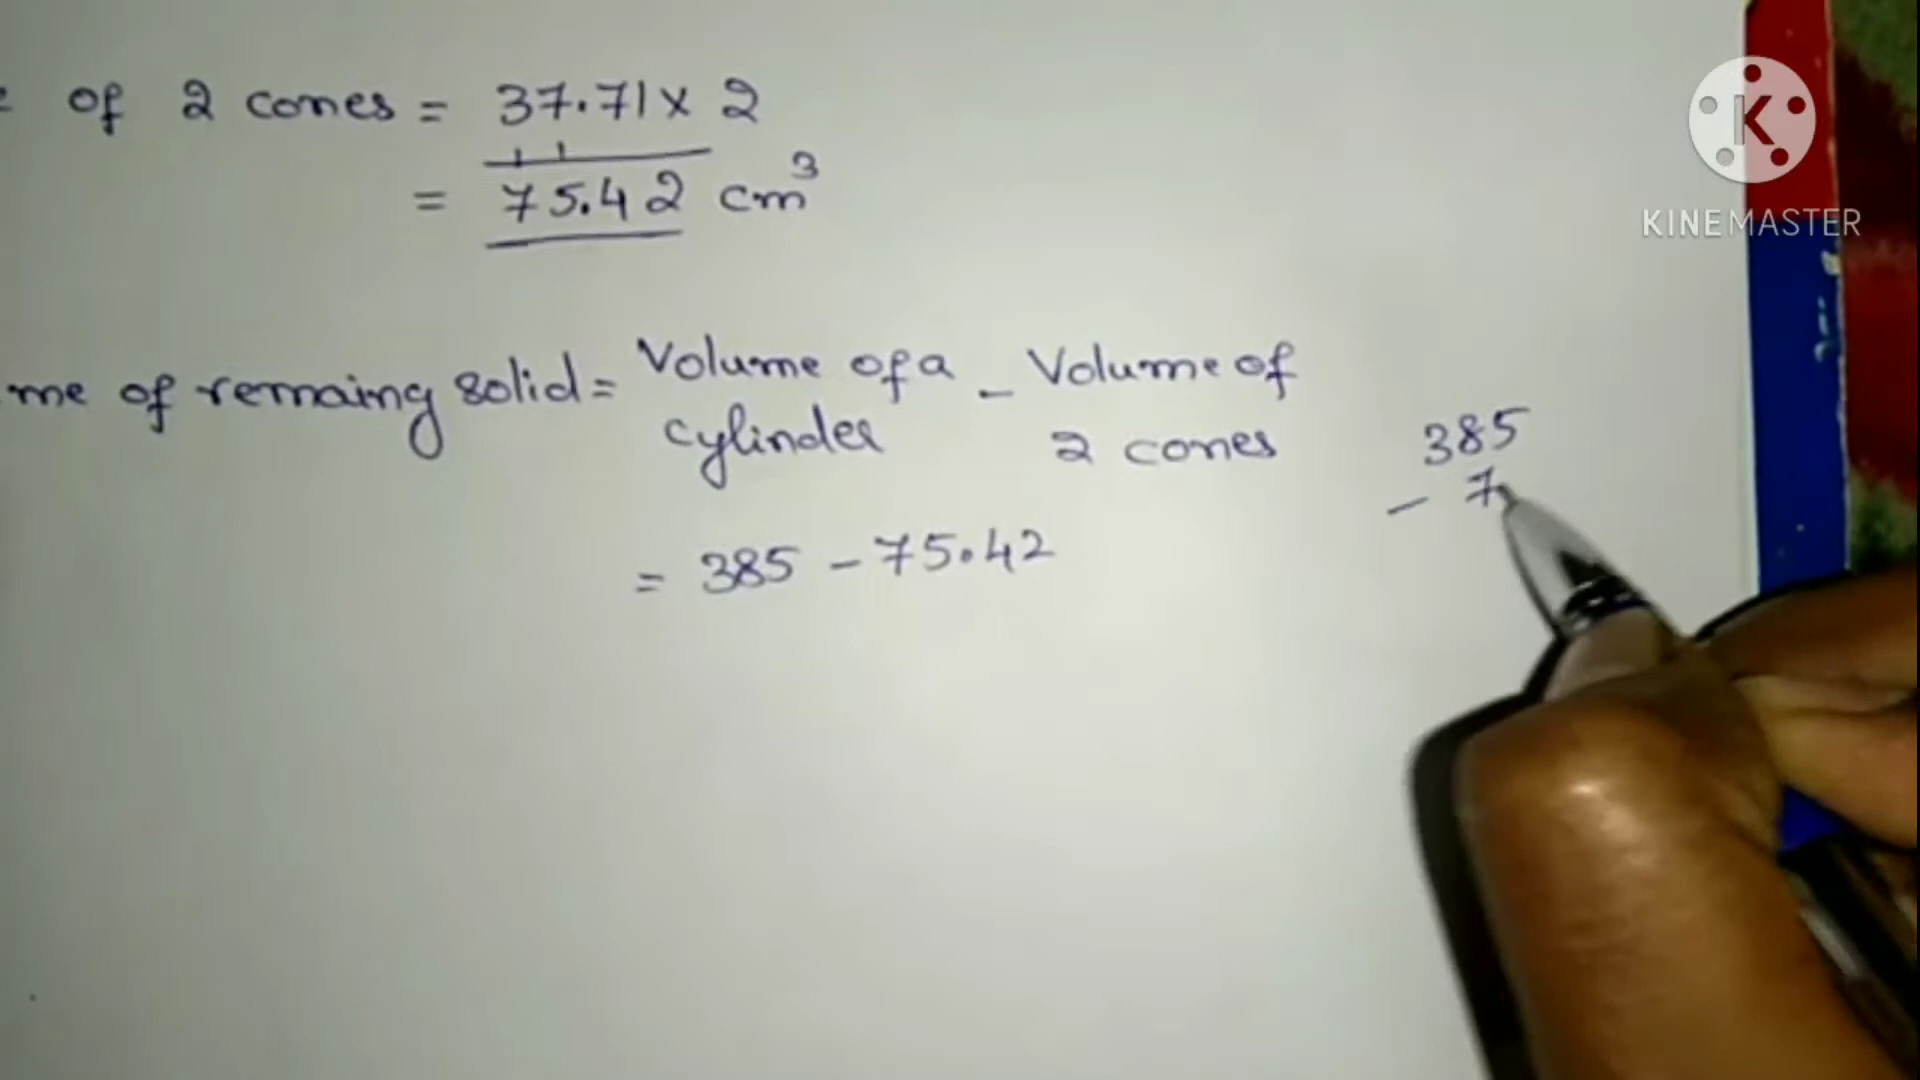 of 2 cones = 37.71 x 2
= 75.42 cm³
me of remaing solid = Volume of a cylinder - Volume of 2 cones
= 385 - 75.42
385
- 7
K
KINEMASTER